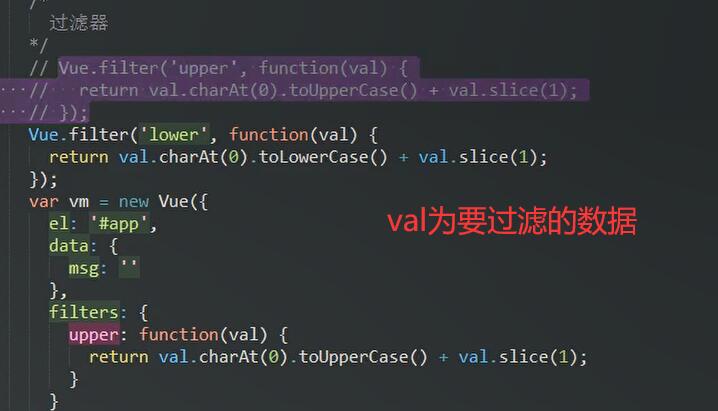 /*
过滤器
*/
// Vue.filter('upper', function(val) {
//   return val.charAt(0).toUpperCase() + val.slice(1);
// });
Vue.filter('lower', function(val) {
  return val.charAt(0).toLowerCase() + val.slice(1);
});
var vm = new Vue({
  el: '#app',
  data: {
    msg: ''
  },
  filters: {
    upper: function(val) {
      return val.charAt(0).toUpperCase() + val.slice(1);
    }
  }
val为要过滤的数据